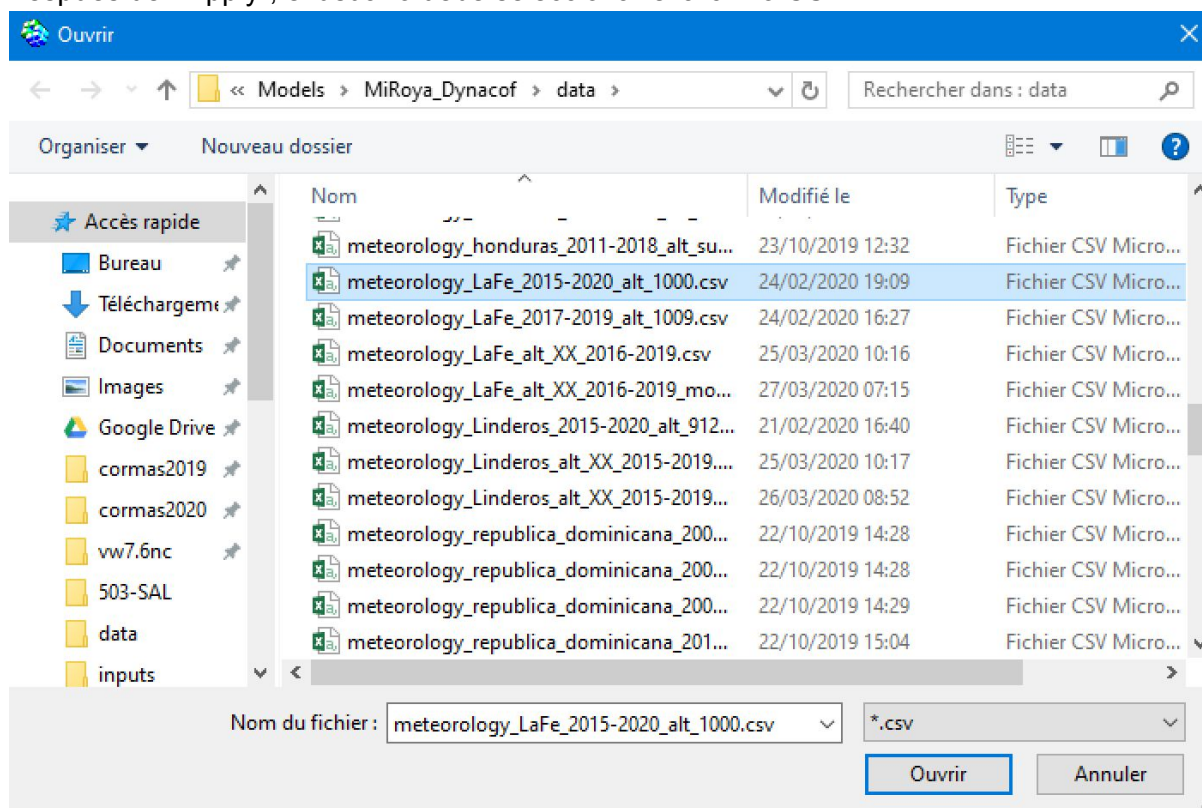 Ouvrir
« Models > MiRoya_Dynacof > data >
Rechercher dans : data
Organiser
Nouveau dossier
Nom
Modifié le
Type
Accès rapide
Bureau
Téléchargeme
Documents
Images
Google Drive
cormas2019
cormas2020
vw7.6nc
503-SAL
data
inputs
meteorology_honduras_2011-2018_alt_su... 23/10/2019 12:32 Fichier CSV Micro...
meteorology_LaFe_2015-2020_alt_1000.csv 24/02/2020 19:09 Fichier CSV Micro...
meteorology_LaFe_2017-2019_alt_1009.csv 24/02/2020 16:27 Fichier CSV Micro...
meteorology_LaFe_alt_XX_2016-2019.csv 25/03/2020 10:16 Fichier CSV Micro...
meteorology_LaFe_alt_XX_2016-2019_mo... 27/03/2020 07:15 Fichier CSV Micro...
meteorology_Linderos_2015-2020_alt_912... 21/02/2020 16:40 Fichier CSV Micro...
meteorology_Linderos_alt_XX_2015-2019.... 25/03/2020 10:17 Fichier CSV Micro...
meteorology_Linderos_alt_XX_2015-2019... 26/03/2020 08:52 Fichier CSV Micro...
meteorology_republica_dominicana_200... 22/10/2019 14:28 Fichier CSV Micro...
meteorology_republica_dominicana_200... 22/10/2019 14:28 Fichier CSV Micro...
meteorology_republica_dominicana_200... 22/10/2019 14:29 Fichier CSV Micro...
meteorology_republica_dominicana_201... 22/10/2019 15:04 Fichier CSV Micro...
Nom du fichier : meteorology_LaFe_2015-2020_alt_1000.csv
*.csv
Ouvrir
Annuler